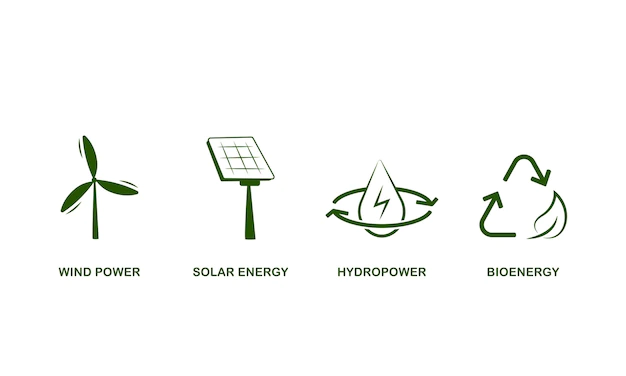 WIND POWER
SOLAR ENERGY
HYDROPOWER
BIOENERGY